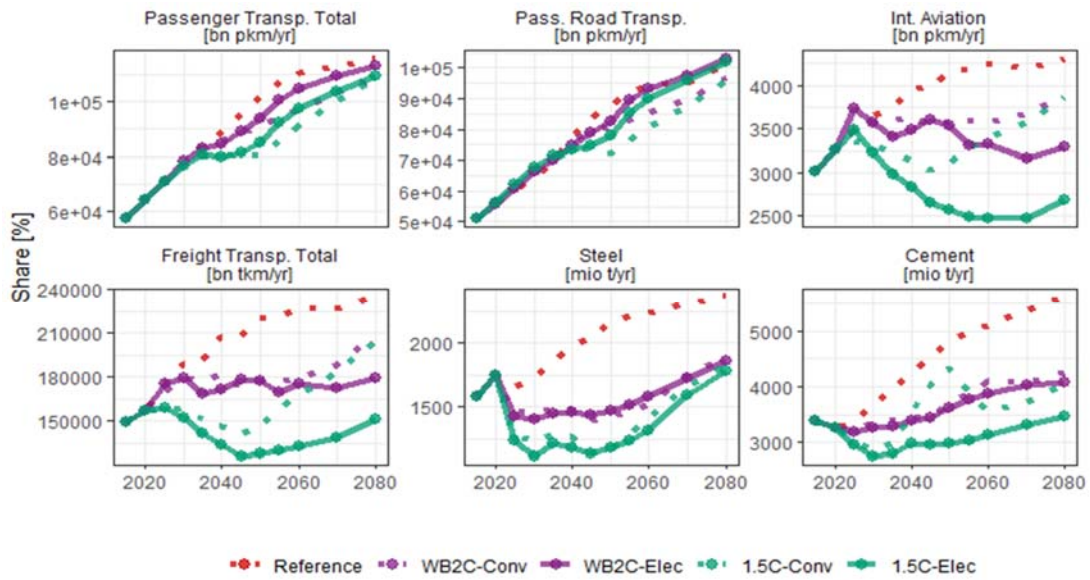 Passenger Transp. Total
[bn pkm/yr]
Pass. Road Transp.
[bn pkm/yr]
Int. Aviation
[bn pkm/yr]
1e+05
8e+04
6e+04
1e+05
9e+04
8e+04
7e+04
6e+04
5e+04
4000
3500
3000
2500
Share [%]
Freight Transp. Total
[bn tkm/yr]
Steel
[mio t/yr]
Cement
[mio t/yr]
240000
210000
180000
150000
2000
1500
5000
4000
3000
2020 2040 2060 2080
2020 2040 2060 2080
2020 2040 2060 2080
Reference WB2C-Conv WB2C-Elec 1.5C-Conv 1.5C-Elec